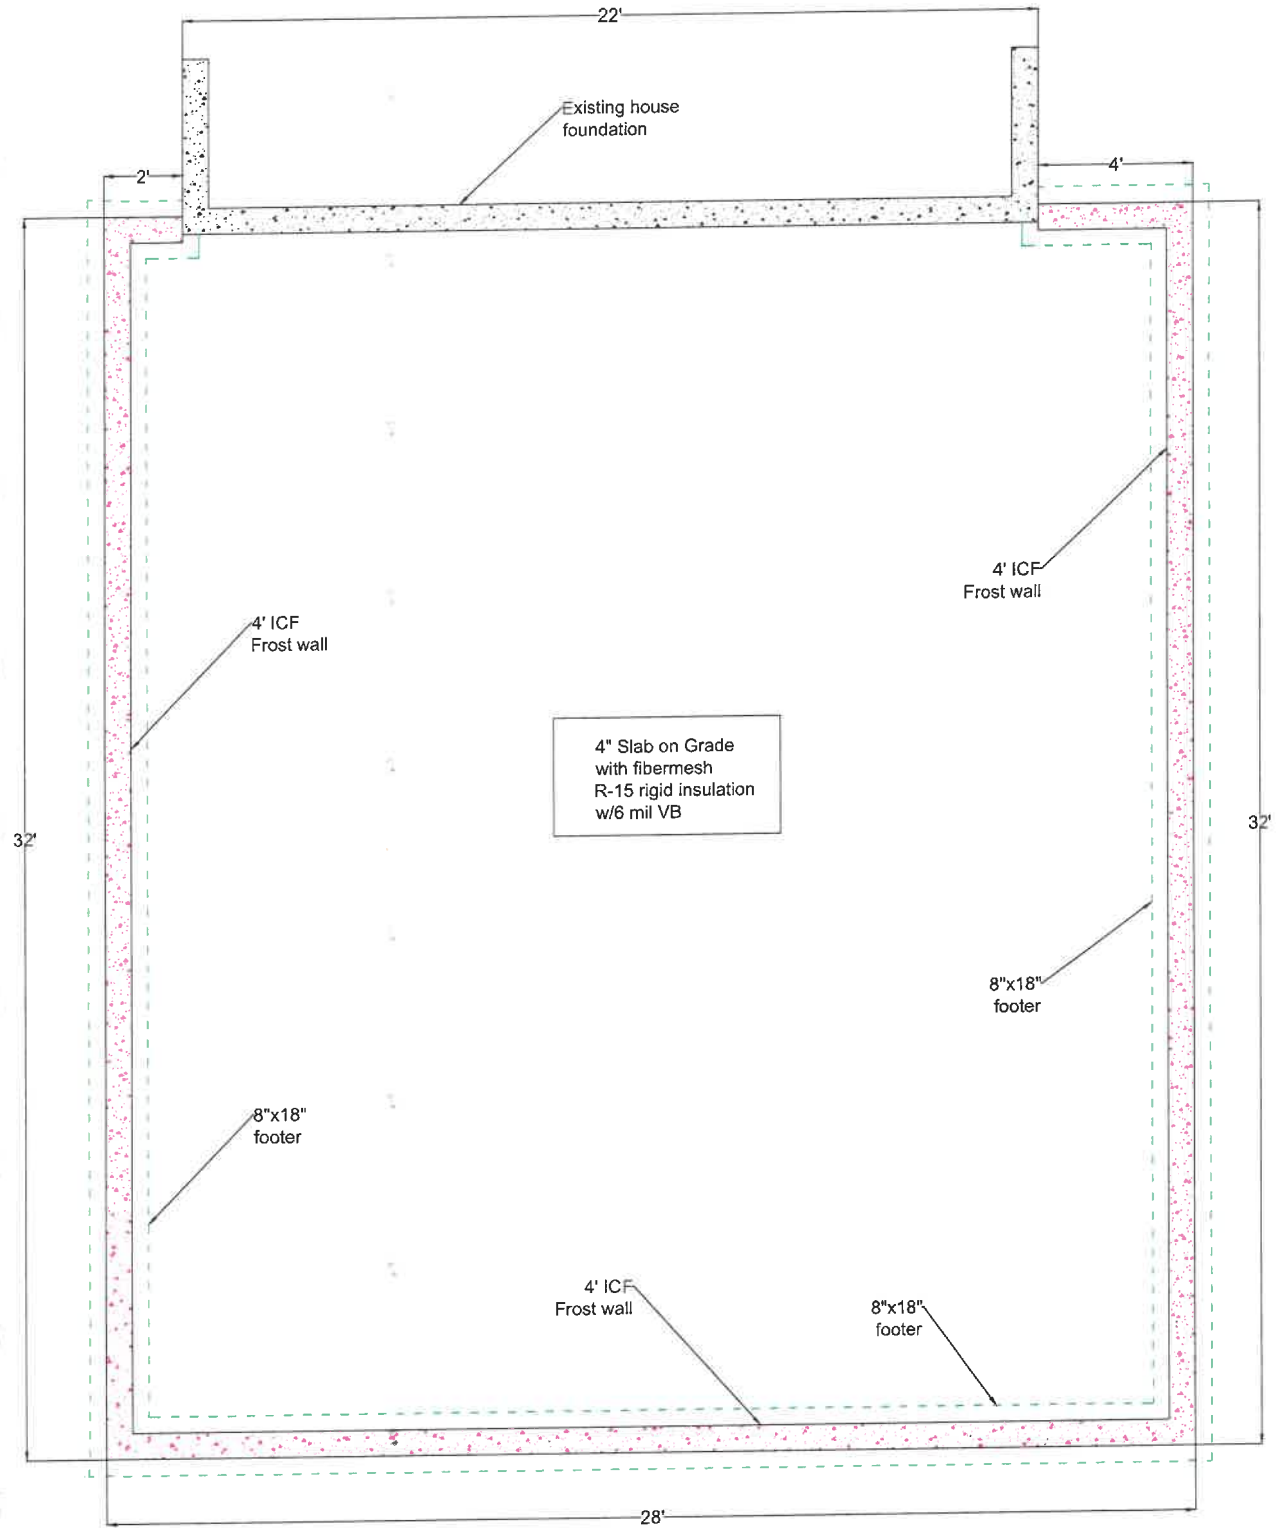 22'
Existing house
foundation
2'
4'
4' ICF
Frost wall
4' ICF
Frost wall
4" Slab on Grade
with fibermesh
R-15 rigid insulation
w/6 mil VB
32'
32'
8"x18"
footer
8"x18"
footer
4' ICF
Frost wall
8"x18"
footer
28'